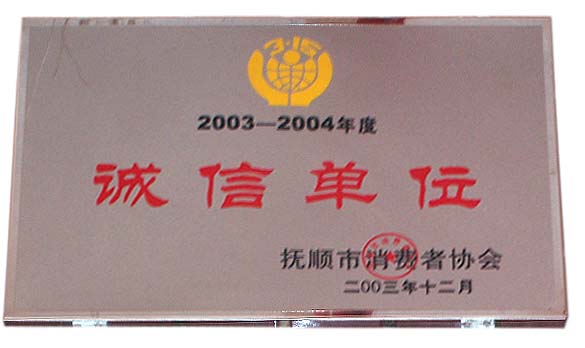 3·15
2003—2004年度
诚信单位
抚顺市消费者协会
二00三年十二月